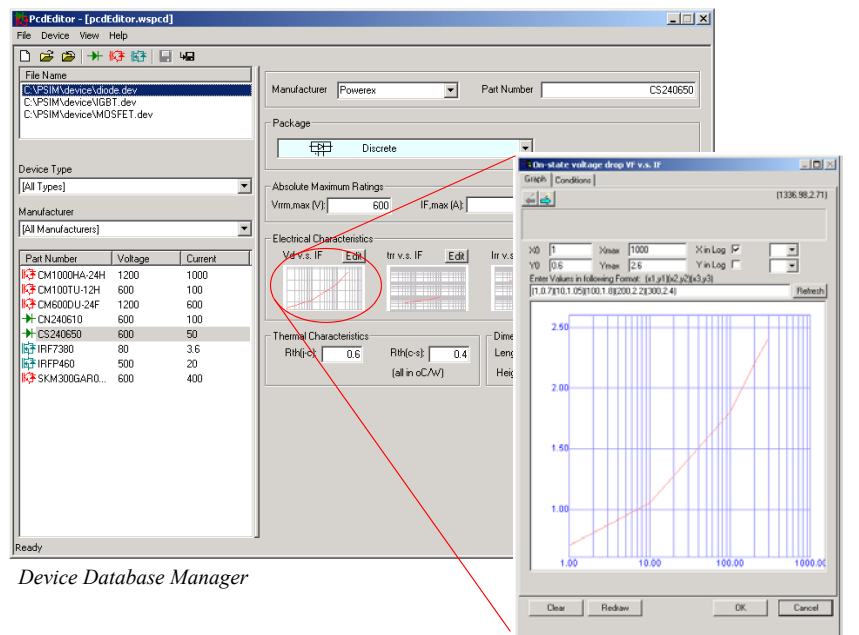 PcdEditor - [pcdEditor.wspcd]
File Device View Help
File Name
C:\PSIM\device\diode.dev
C:\PSIM\device\IGBT.dev
C:\PSIM\device\MOSFET.dev
Device Type
[All Types]
Manufacturer
[All Manufacturers]
Part Number Voltage Current
CM1000HA-24H 1200 1000
CM100TU-12H 600 100
CM600DU-24F 1200 600
CN240610 600 100
CS240650 600 50
IRF7380 80 3.6
IRFP460 500 20
SKM300GAR0... 600 400
Ready
Manufacturer Powerex Part Number CS240650
Package
Discrete
Absolute Maximum Ratings
Vrrm,max (V): 600 IF,max (A):
Electrical Characteristics
Vd v.s. IF Edit trr v.s. IF Edit Irr v.s
Thermal Characteristics
Rth(j-c): 0.6 Rth(c-s): 0.4
(all in oC/W)
Dime
Leng
Heig
On-state voltage drop VF v.s. IF
Graph Conditions
(1336.98,2.71)
X0 1 Xmax 1000 X in Log
Y0 0.6 Ymax 2.6 Y in Log
Enter Values in following Format: (x1,y1)(x2,y2)(x3,y3)
(1,0.7)(10,1.05)(100,1.8)(200,2.2)(300,2.4) Refresh
2.50
2.00
1.50
1.00
1.00 10.00 100.00 1000.00
Clear Redraw OK Cancel
Device Database Manager